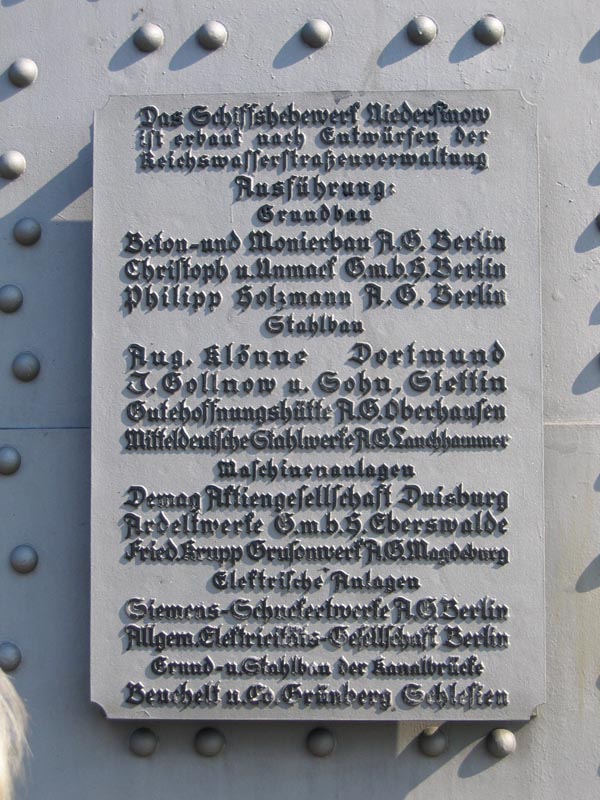 Das Schiffshebewerk Niederfinow
ist erbaut nach Entwürfen der
Reichswasserstraßenverwaltung
Ausführung:
Grundbau
Beton-und Monierbau A.G. Berlin
Christoph u. Unmack G.m.b.H. Berlin
Philipp Holzmann A.G. Berlin
Stahlbau
Aug. Klönne Dortmund
J. Gollnow u. Sohn, Stettin
Gutehoffnungshütte A.G. Oberhausen
Mitteldeutsche Stahlwerke A.G. Lauchhammer
Maschinenanlagen
Demag Aktiengesellschaft Duisburg
Ardeltwerke G.m.b.H. Eberswalde
Fried. Krupp Grusonwerk A.G. Magdeburg
Elektrische Anlagen
Siemens-Schuckertwerke A.G. Berlin
Allgem. Elektricitäts-Gesellschaft Berlin
Grund-u. Stahlbau der Kanalbrücke
Beuchelt u. Co. Grünberg, Schlesien